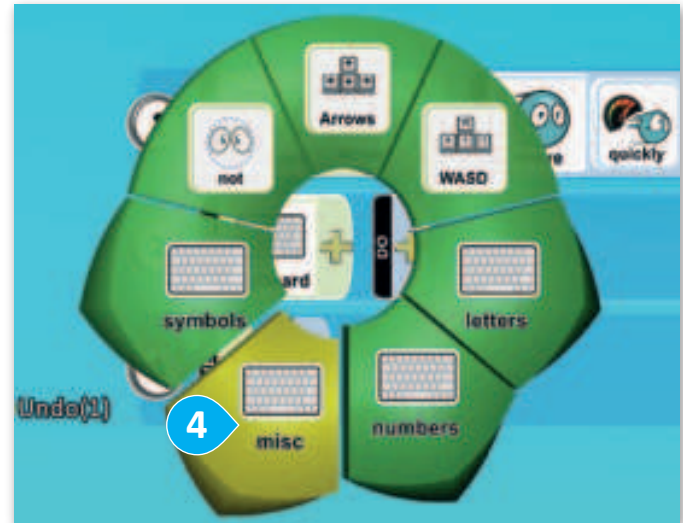 Arrows
not
WASD
quickly
DO
symbols
letters
Undo(1)
4
misc
numbers